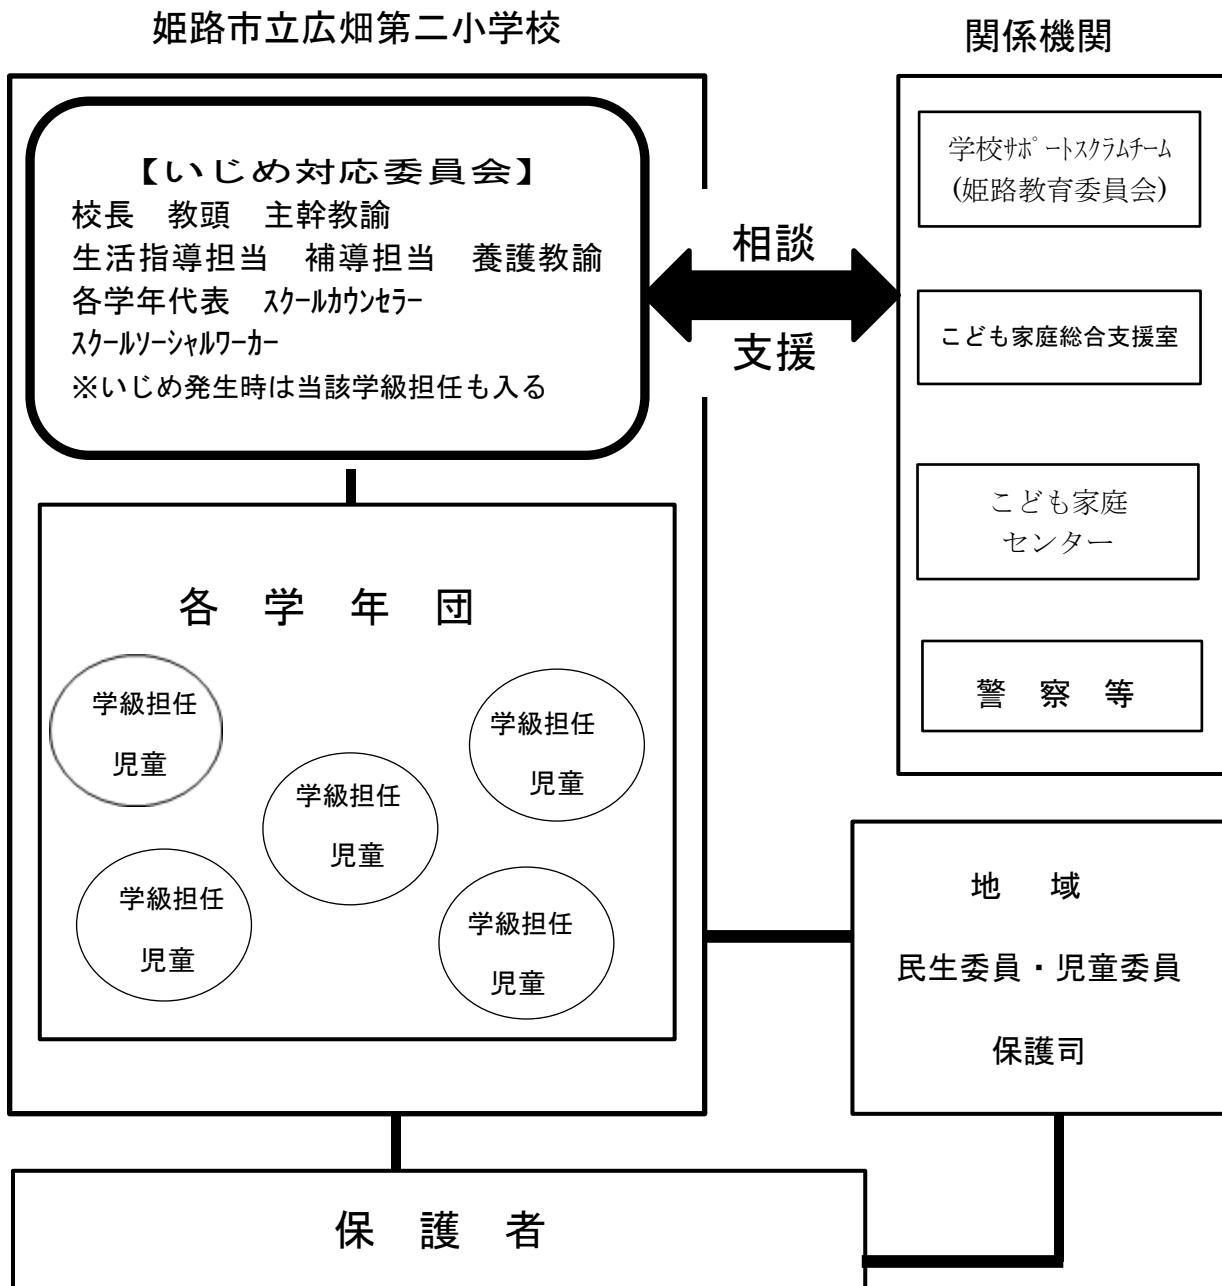 姫路市立広畑第二小学校
【いじめ対応委員会】
校長　教頭　主幹教諭
生活指導担当　補導担当　養護教諭
各学年代表　ｽｸｰﾙｶｳﾝｾﾗｰ
ｽｸｰﾙｿｰｼｬﾙﾜｰｶｰ
※いじめ発生時は当該学級担任も入る
相談
支援
関係機関
学校ｻﾎﾟｰﾄｽｸﾗﾑﾁｰﾑ
(姫路教育委員会)
こども家庭総合支援室
こども家庭
センター
警　察　等
各　学　年　団
学級担任
児童
学級担任
児童
学級担任
児童
学級担任
児童
学級担任
児童
地　域
民生委員・児童委員
保護司
保　護　者